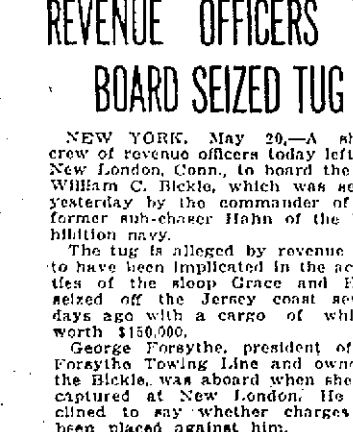 REVENUE OFFICERS
BOARD SEIZED TUG
NEW YORK, May 20.—A
crew of revenue officers today left
New London, Conn., to board the
William C. Bickle, which was
yesterday by the commander of
former sub-chaser Hahn of the
hibition navy.
The tug is alleged by revenue
to have been implicated in the
ties of the sloop Grace and
seized off the Jersey coast
days ago with a cargo of
worth $150,000.
George Forsythe, president of
Forsythe Towing Line and
the Bickle, was aboard when she
captured at New London. He
clined to say whether charges
been placed against him.